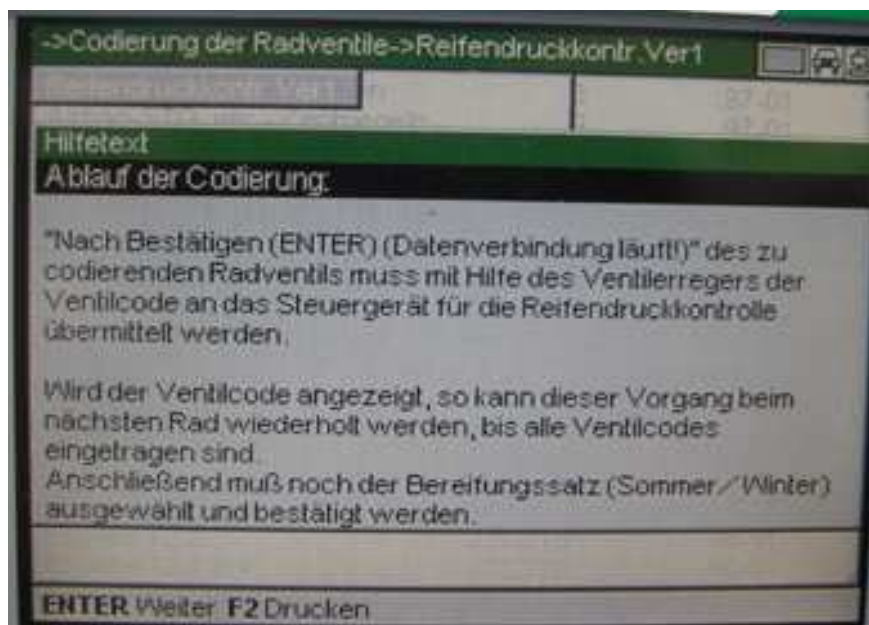 ->Codierung der Radventile->Reifendruckkontr.Ver1
Hilfetext
Ablauf der Codierung:
"Nach Bestätigen (ENTER) (Datenverbindung läuft!)" des zu
codierenden Radventils muss mit Hilfe des Ventilerregers der
Ventilcode an das Steuergerät für die Reifendruckkontrolle
übermittelt werden.
Wird der Ventilcode angezeigt, so kann dieser Vorgang beim
nächsten Rad wiederholt werden, bis alle Ventilcodes
eingetragen sind.
Anschließend muß noch der Bereifungssatz (Sommer/Winter)
ausgewählt und bestätigt werden.
ENTER Weiter F2 Drucken